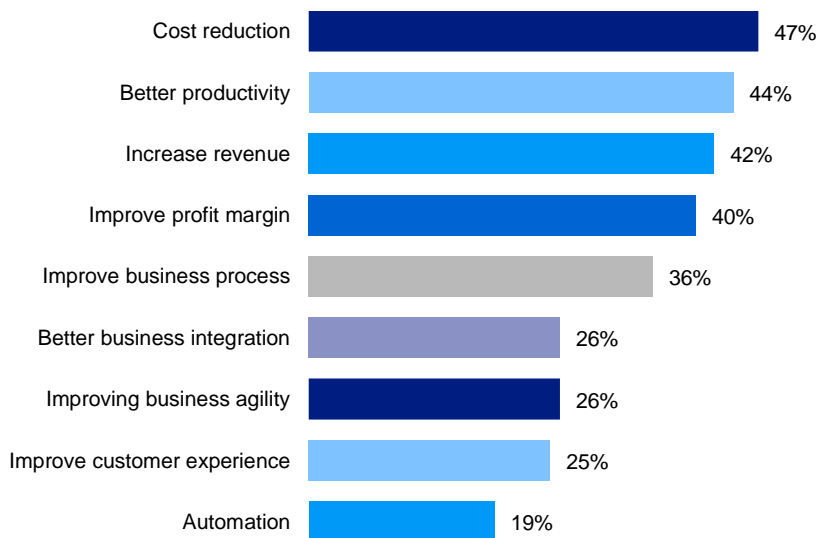 Cost reduction 47%
Better productivity 44%
Increase revenue 42%
Improve profit margin 40%
Improve business process 36%
Better business integration 26%
Improving business agility 26%
Improve customer experience 25%
Automation 19%